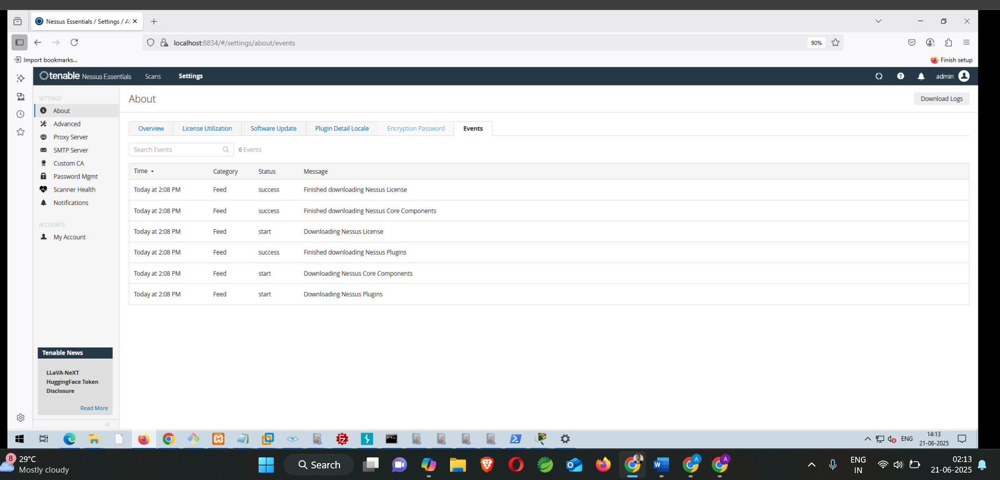 Nessus Essentials / Settings / Al
localhost:8834/#/settings/about/events
90%
Import bookmarks...
Finish setup
tenable Nessus Essentials
Scans
Settings
admin
SETTINGS
About
Advanced
Proxy Server
SMTP Server
Custom CA
Password Mgmt
Scanner Health
Notifications
ACCOUNTS
My Account
Tenable News
LLaVA-NeXT
HuggingFace Token
Disclosure
Read More
About
Download Logs
Overview
License Utilization
Software Update
Plugin Detail Locale
Encryption Password
Events
Search Events
6 Events
Time Category Status Message
Today at 2:08 PM Feed success Finished downloading Nessus License
Today at 2:08 PM Feed success Finished downloading Nessus Core Components
Today at 2:08 PM Feed start Downloading Nessus License
Today at 2:08 PM Feed success Finished downloading Nessus Plugins
Today at 2:08 PM Feed start Downloading Nessus Core Components
Today at 2:08 PM Feed start Downloading Nessus Plugins
ENG
14:13
21-06-2025
8
29°C
Mostly cloudy
Search
A
A
ENG
IN
02:13
21-06-2025